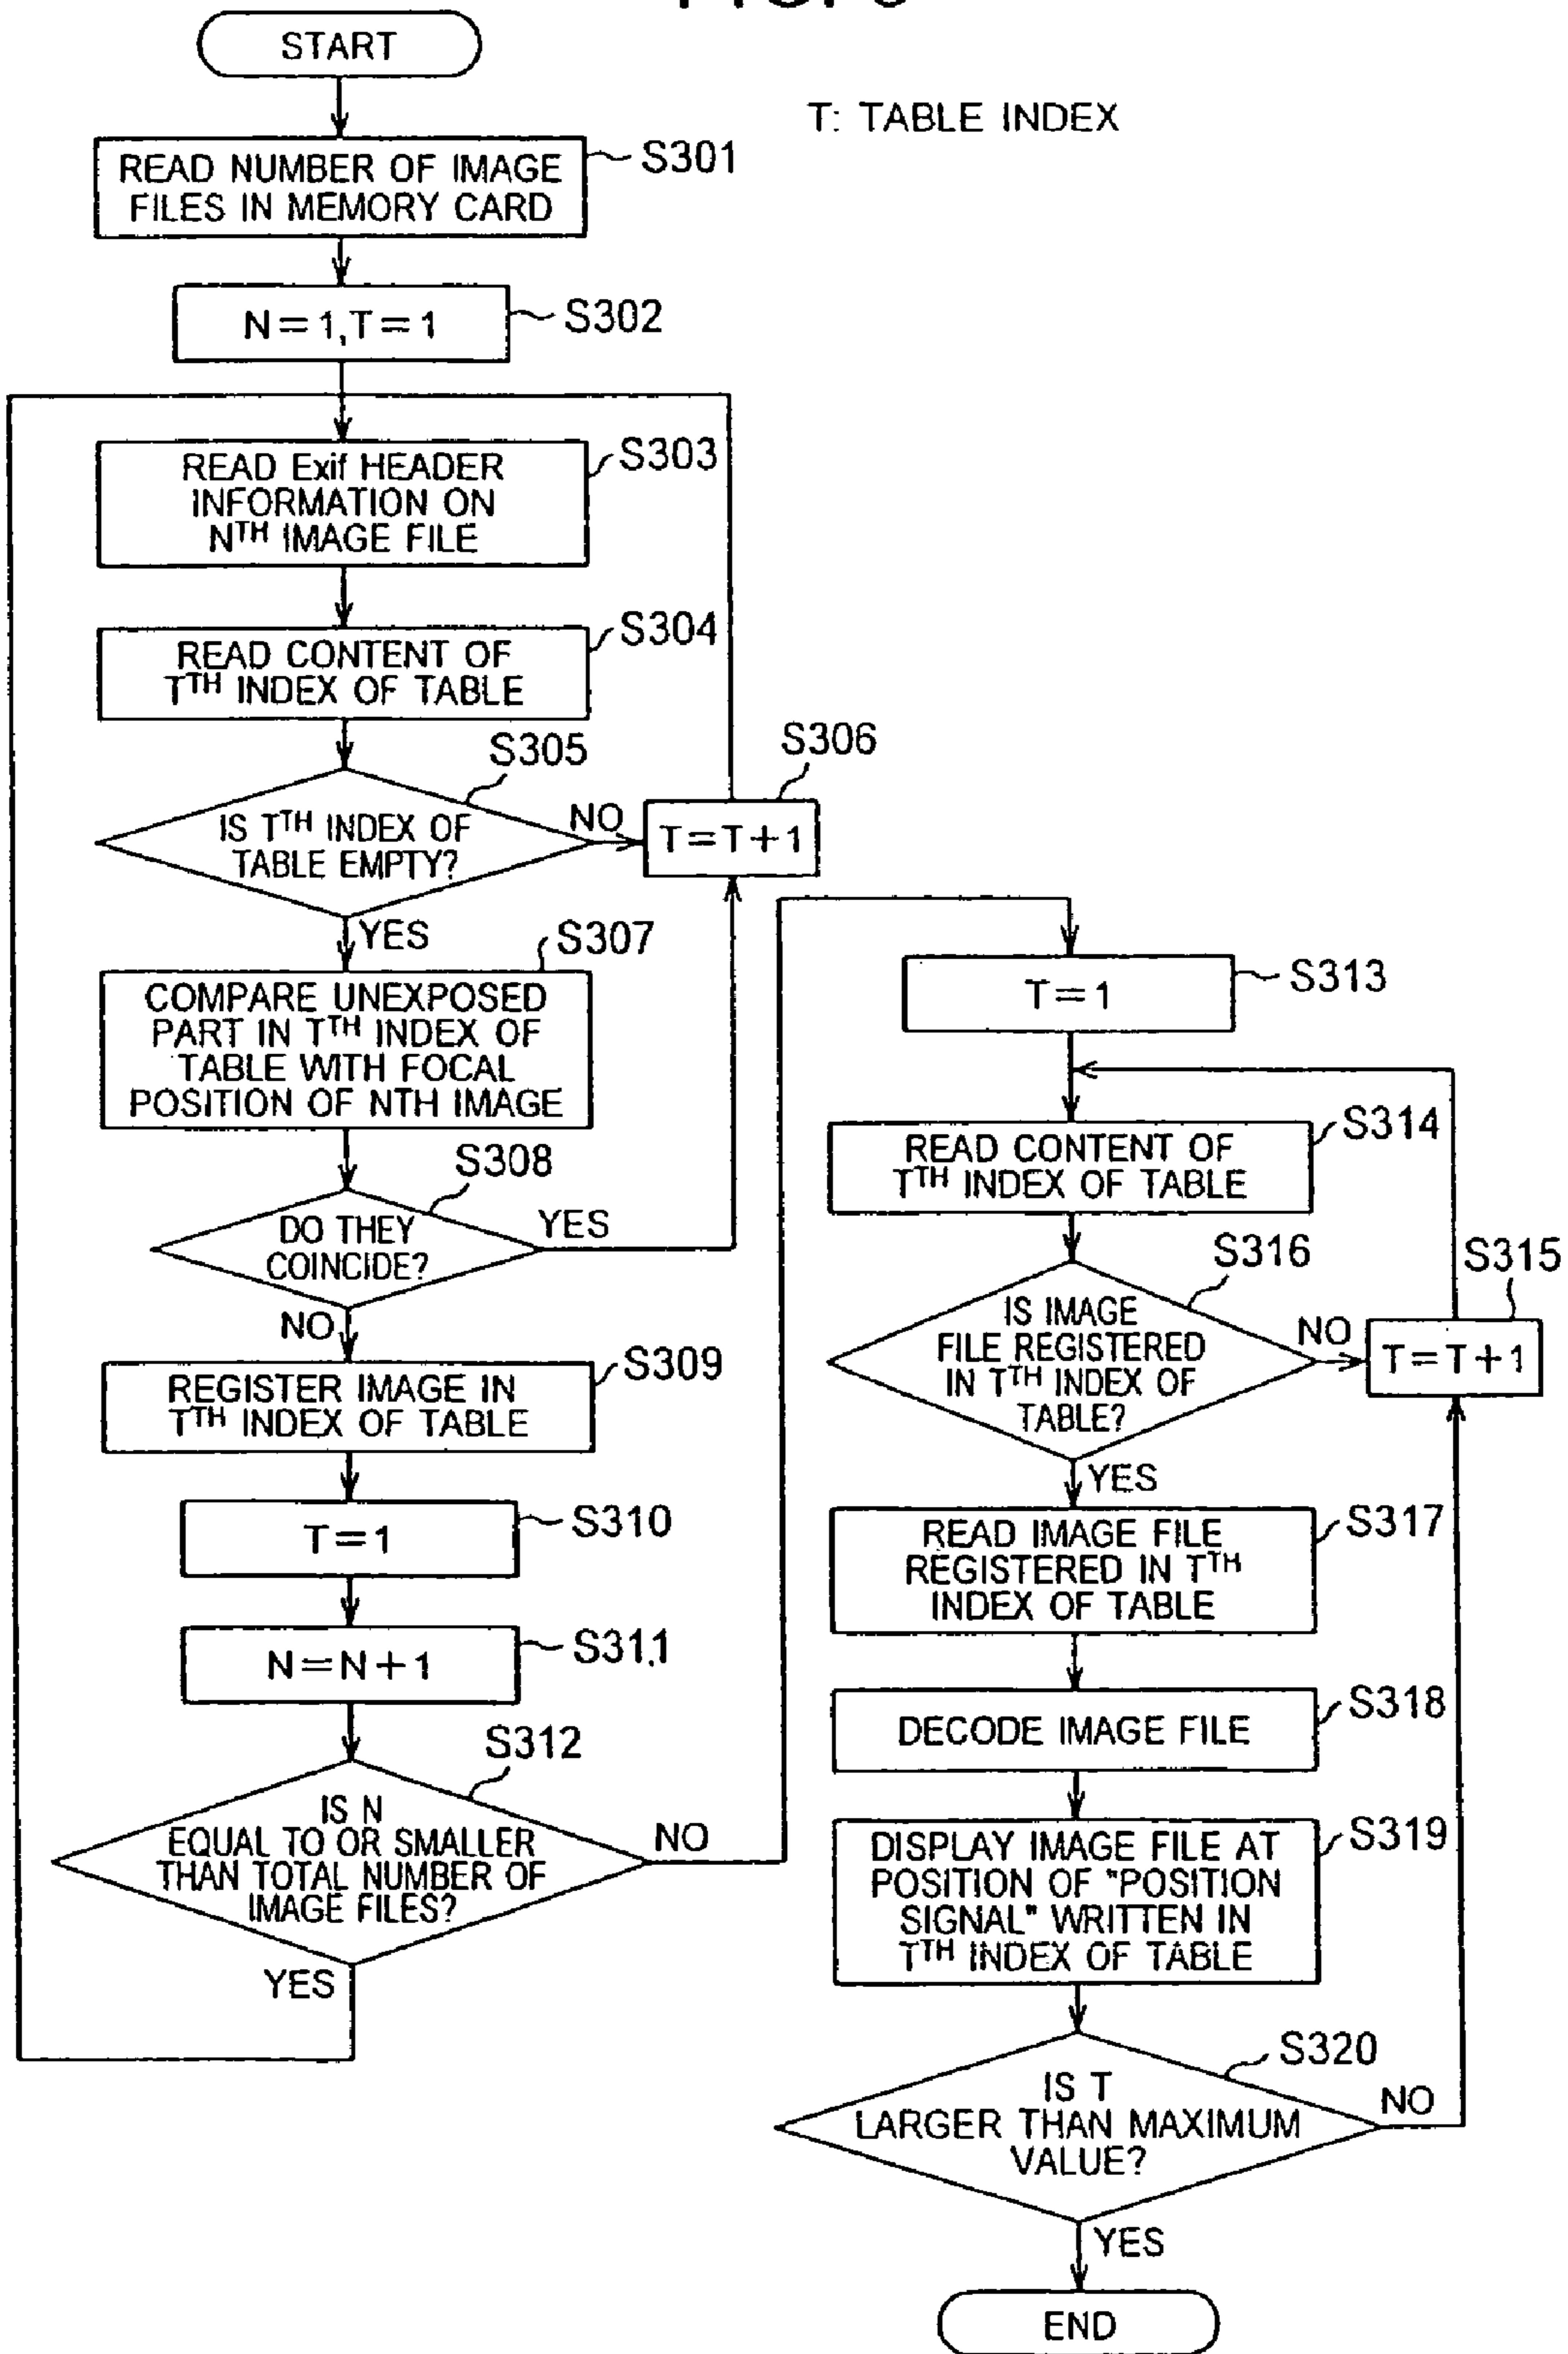 START
T: TABLE INDEX
READ NUMBER OF IMAGE
FILES IN MEMORY CARD
S301
N=1,T=1
S302
READ Exif HEADER
INFORMATION ON
NTH IMAGE FILE
S303
READ CONTENT OF
TTH INDEX OF TABLE
S304
S305
IS TTH INDEX OF
TABLE EMPTY?
NO
S306
T=T+1
YES
S307
COMPARE UNEXPOSED
PART IN TTH INDEX OF
TABLE WITH FOCAL
POSITION OF NTH IMAGE
S308
DO THEY
COINCIDE?
YES
NO
S309
REGISTER IMAGE IN
TTH INDEX OF TABLE
T=1
S310
N=N+1
S311
S312
IS N
EQUAL TO OR SMALLER
THAN TOTAL NUMBER OF
IMAGE FILES?
NO
YES
T=1
S313
READ CONTENT OF
TTH INDEX OF TABLE
S314
S316
IS IMAGE
FILE REGISTERED
IN TTH INDEX OF
TABLE?
NO
S315
T=T+1
YES
READ IMAGE FILE
REGISTERED IN TTH
INDEX OF TABLE
S317
DECODE IMAGE FILE
S318
DISPLAY IMAGE FILE AT
POSITION OF "POSITION
SIGNAL" WRITTEN IN
TTH INDEX OF TABLE
S319
S320
IS T
LARGER THAN MAXIMUM
VALUE?
NO
YES
END